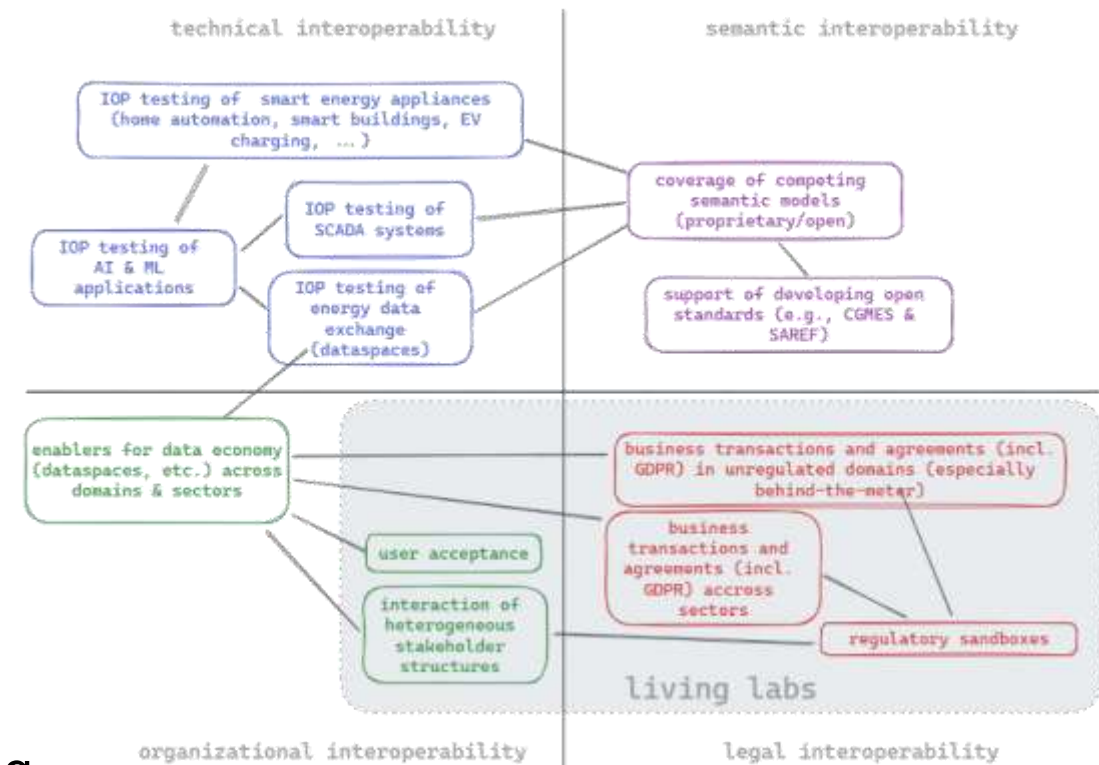 technical interoperability
semantic interoperability
IOP testing of smart energy appliances
(home automation, smart buildings, EV
charging, ... )
coverage of competing
semantic models
(proprietary/open)
IOP testing of
SCADA systems
IOP testing of
AI & ML
applications
IOP testing of
energy data
exchange
(dataspaces)
support of developing open
standards (e.g., CGMES &
SAREF)
enablers for data economy
(dataspaces, etc.) across
domains & sectors
business transactions and agreements (incl.
GDPR) in unregulated domains (especially
behind-the-meter)
business
transactions and
agreements (incl.
GDPR) accross
sectors
user acceptance
interaction of
heterogeneous
stakeholder
structures
regulatory sandboxes
living labs
organizational interoperability
legal interoperability